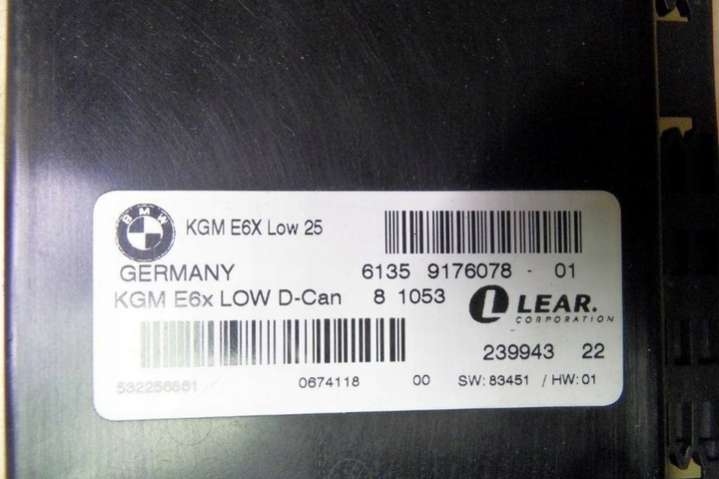 BMW
KGM E6X Low 25
GERMANY 6135 9176078 - 01
KGM E6x LOW D-Can 8 1053 LEAR.
CORPORATION
239943 22
0674118 00 SW: 83451 / HW: 01